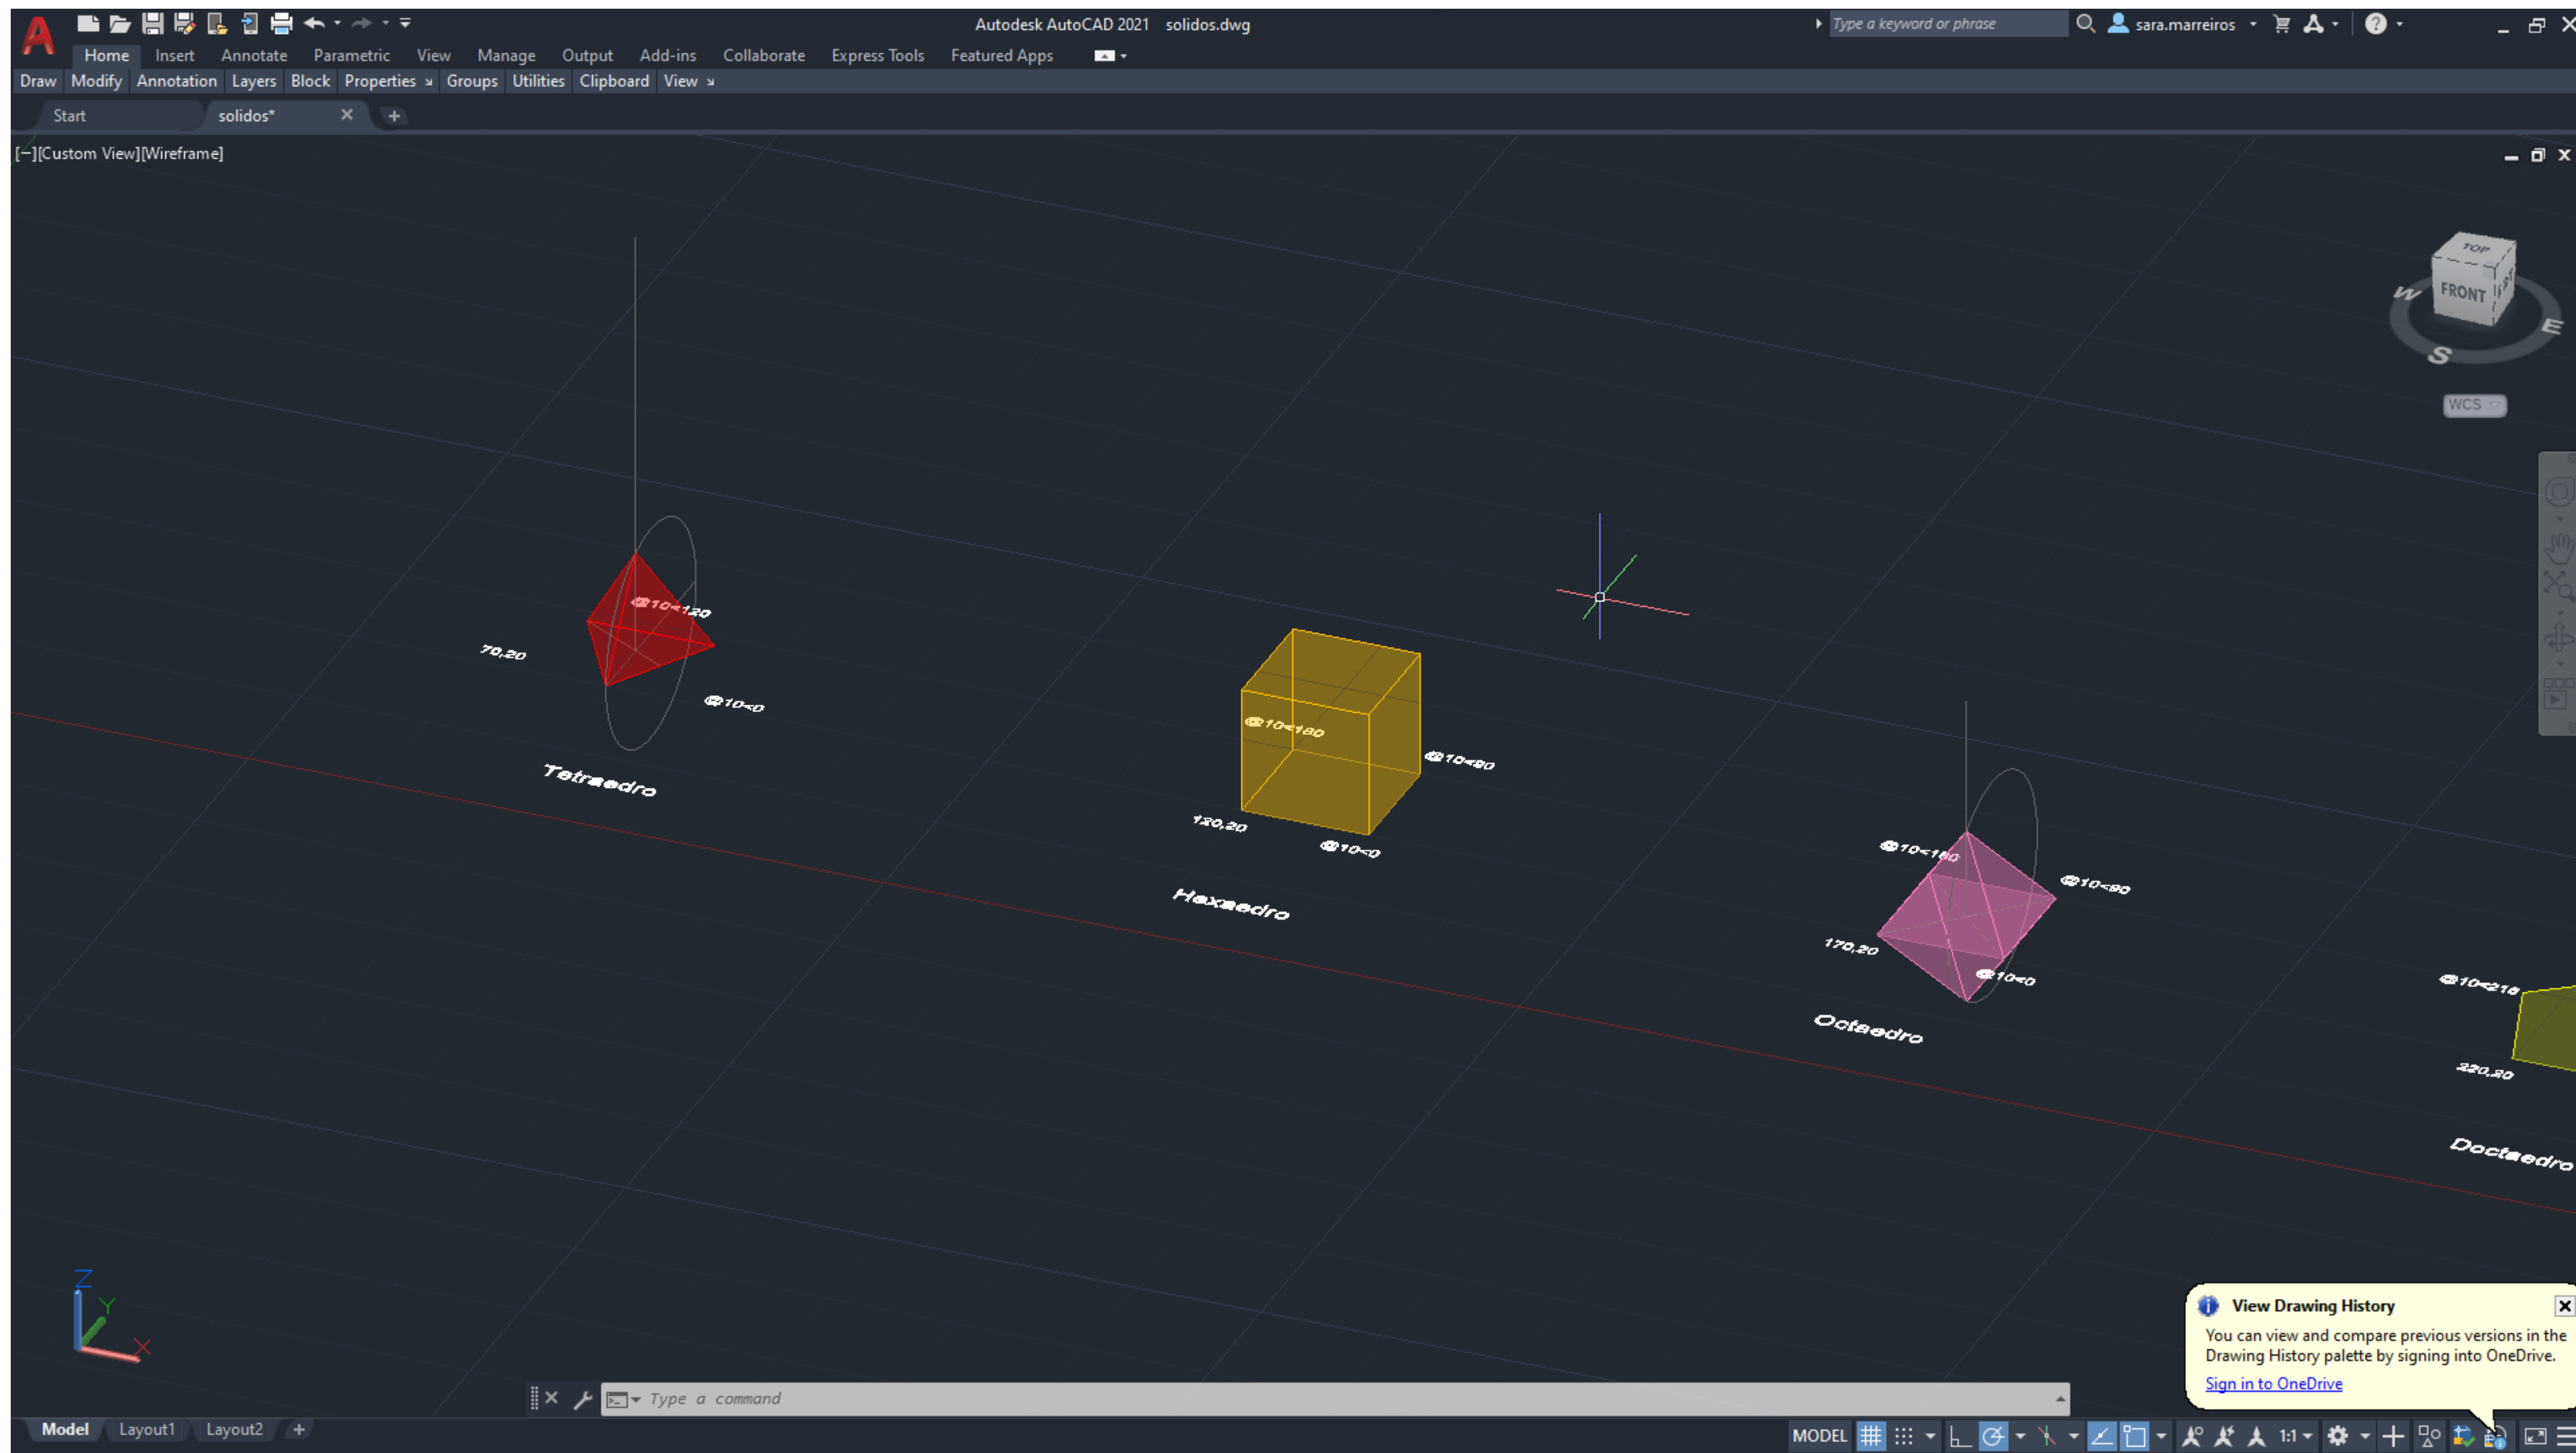 Autodesk AutoCAD 2021 solidos.dwg
Type a keyword or phrase
sara.marreiros
Home Insert Annotate Parametric View Manage Output Add-ins Collaborate Express Tools Featured Apps
Draw Modify Annotation Layers Block Properties Groups Utilities Clipboard View
Start solidos*
[−][Custom View][Wireframe]
TOP
FRONT
W
E
S
WCS
@10<120
70,20
@10<0
Tetraedro
@10<180
@10<90
120,20
@10<0
Hexaedro
@10<180
@10<90
170,20
@10<0
Octaedro
@10<216
220,20
Doctaedro
Z
Y
X
View Drawing History
You can view and compare previous versions in the
Drawing History palette by signing into OneDrive.
Sign in to OneDrive
Type a command
Model Layout1 Layout2 +
MODEL 1:1